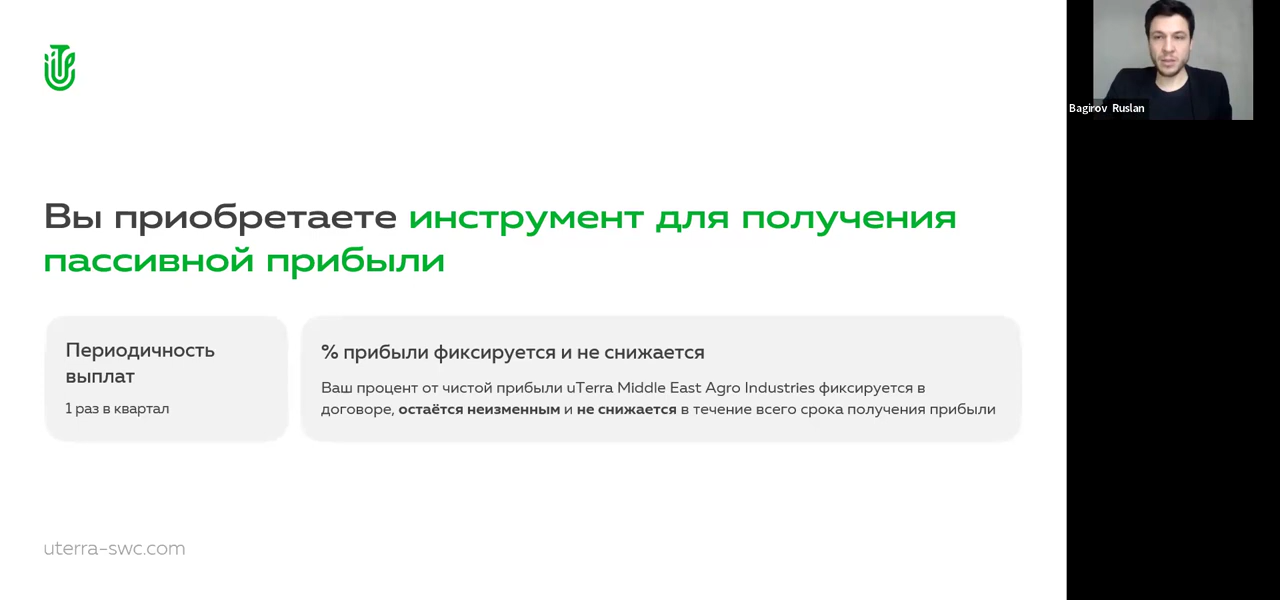 Вы приобретаете инструмент для получения
пассивной прибыли
Периодичность
выплат
1 раз в квартал
% прибыли фиксируется и не снижается
Ваш процент от чистой прибыли uTerra Middle East Agro Industries фиксируется в
договоре, остаётся неизменным и не снижается в течение всего срока получения прибыли
uterra-swc.com
Bagirov Ruslan